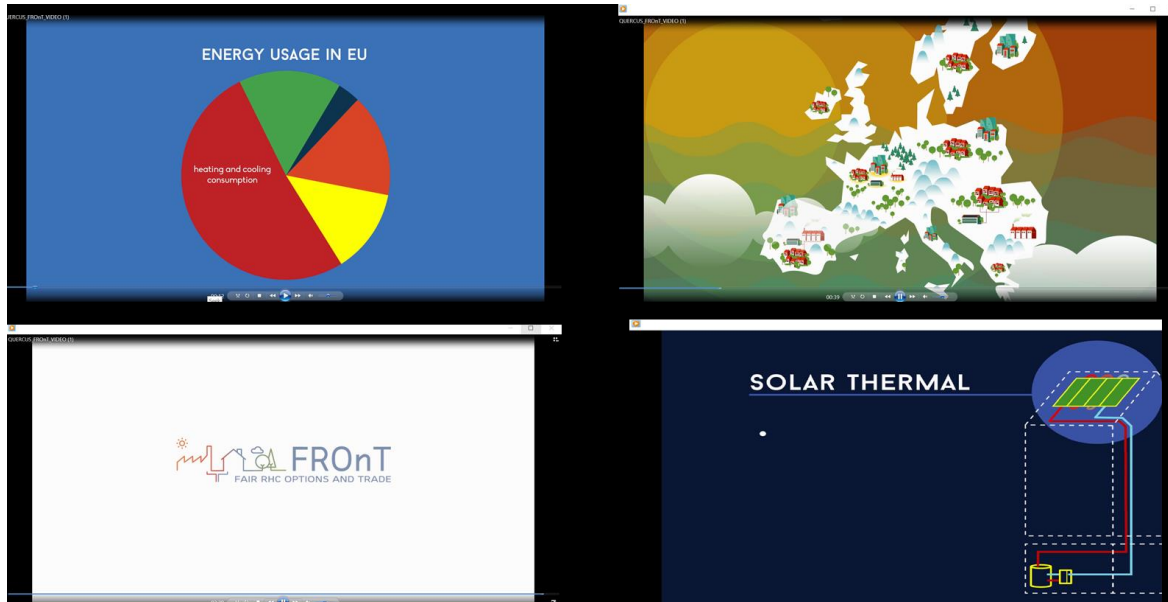 QUERCUS_FROnT_VIDEO (1)
ENERGY USAGE IN EU
heating and cooling
consumption
QUERCUS_FROnT_VIDEO (1)
00:39
QUERCUS_FROnT_VIDEO (1)
FROnT
FAIR RHC OPTIONS AND TRADE
SOLAR THERMAL